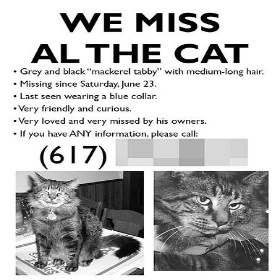 WE MISS
AL THE CAT
• Grey and black "mackerel tabby" with medium-long hair.
• Missing since Saturday, June 23.
• Last seen wearing a blue collar.
• Very friendly and curious.
• Very loved and very missed by his owners.
• If you have ANY information, please call:
(617)